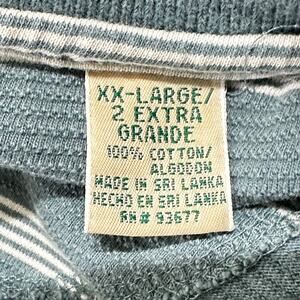 XX-LARGE/
2 EXTRA
GRANDE
100% COTTON/
ALGODON
MADE IN SRI LANKA
HECHO EN SRI LANKA
RN# 93677